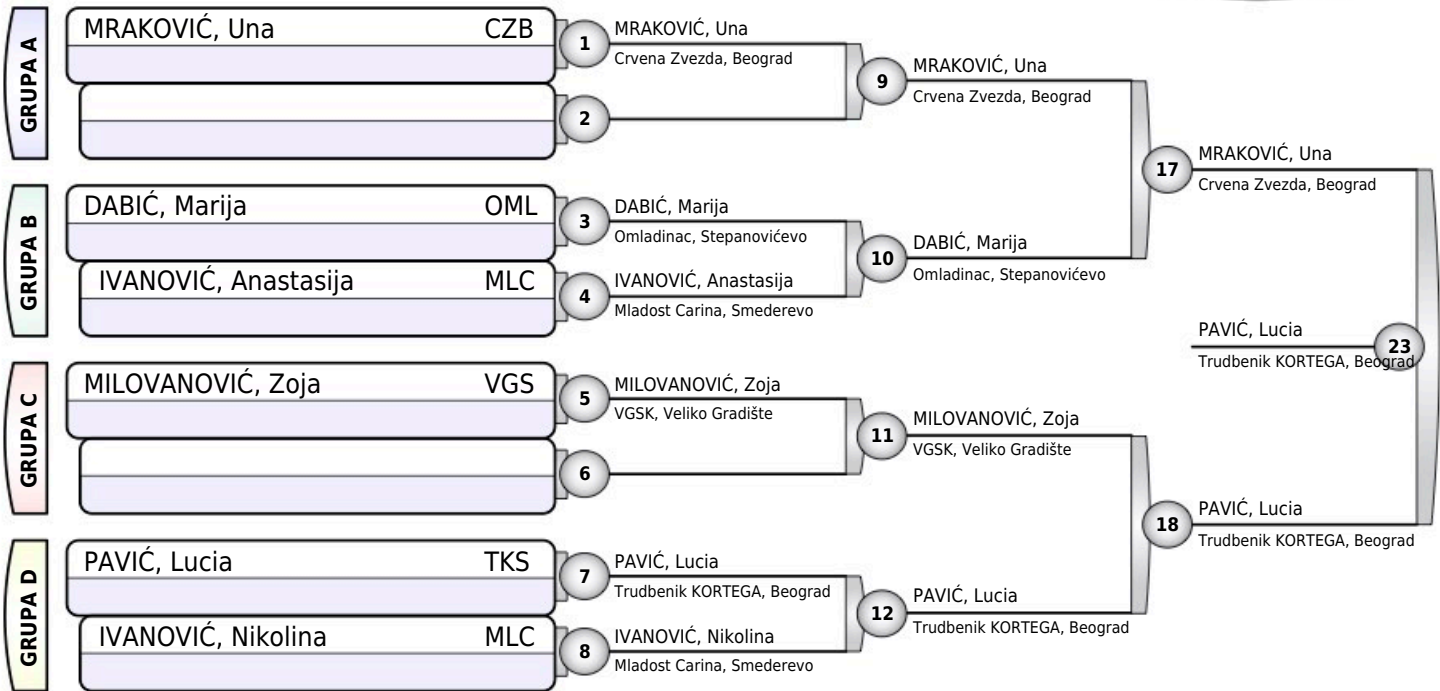 GRUPA A
MRAKOVIĆ, Una CZB
1
2
MRAKOVIĆ, Una
Crvena Zvezda, Beograd
9
MRAKOVIĆ, Una
Crvena Zvezda, Beograd
GRUPA B
DABIĆ, Marija OML
IVANOVIĆ, Anastasija MLC
3
4
DABIĆ, Marija
Omladinac, Stepanovićevo
IVANOVIĆ, Anastasija
Mladost Carina, Smederevo
10
DABIĆ, Marija
Omladinac, Stepanovićevo
17
MRAKOVIĆ, Una
Crvena Zvezda, Beograd
GRUPA C
MILOVANOVIĆ, Zoja VGS
5
6
MILOVANOVIĆ, Zoja
VGSK, Veliko Gradište
11
MILOVANOVIĆ, Zoja
VGSK, Veliko Gradište
GRUPA D
PAVIĆ, Lucia TKS
IVANOVIĆ, Nikolina MLC
7
8
PAVIĆ, Lucia
Trudbenik KORTEGA, Beograd
IVANOVIĆ, Nikolina
Mladost Carina, Smederevo
12
PAVIĆ, Lucia
Trudbenik KORTEGA, Beograd
18
PAVIĆ, Lucia
Trudbenik KORTEGA, Beograd
23
PAVIĆ, Lucia
Trudbenik KORTEGA, Beograd